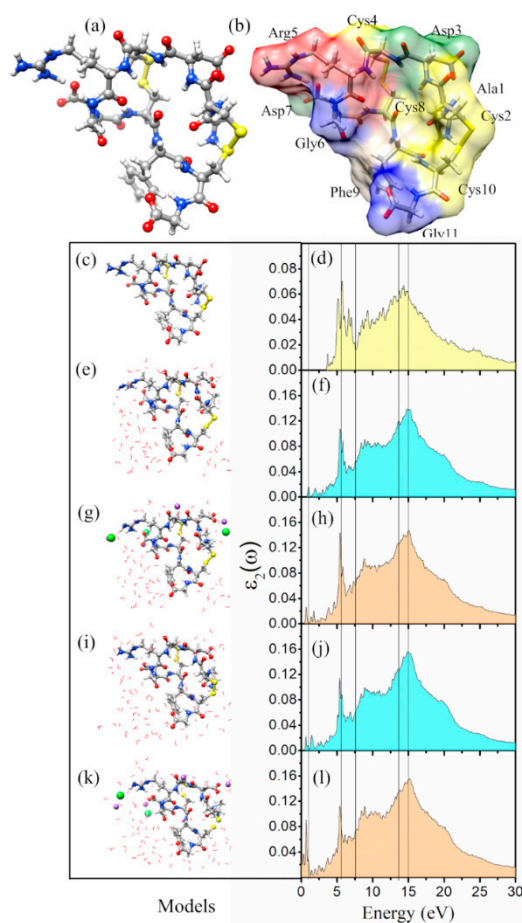 (a)
(b)
Cys4
Asp3
Arg5
Ala1
Asp7
Cys8
Cys2
Gly6
Phe9
Cys10
Gly11
(c)
(d)
0.08
0.06
0.04
0.02
0.00
(e)
(f)
0.16
0.12
0.08
0.04
0.00
(g)
(h)
0.16
0.12
0.08
0.04
0.00
ε₂(ω)
(i)
(j)
0.16
0.12
0.08
0.04
0.00
(k)
(l)
0.16
0.12
0.08
0.04
0.00
0 5 10 15 20 25 30
Models
Energy (eV)